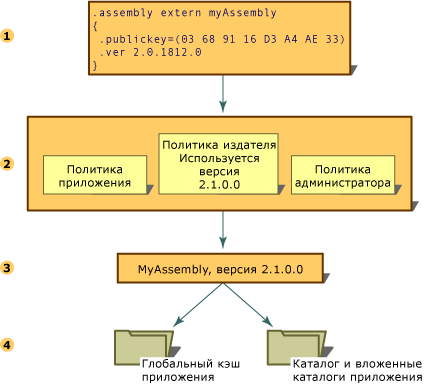 1
.assembly extern myAssembly
{
.publickey=(03 68 91 16 D3 A4 AE 33)
.ver 2.0.1812.0
}
2
Политика
приложения
Политика издателя
Используется
версия
2.1.0.0
Политика
администратора
3
MyAssembly, версия 2.1.0.0
4
Глобальный кэш
приложения
Каталог и вложенные
каталоги приложения